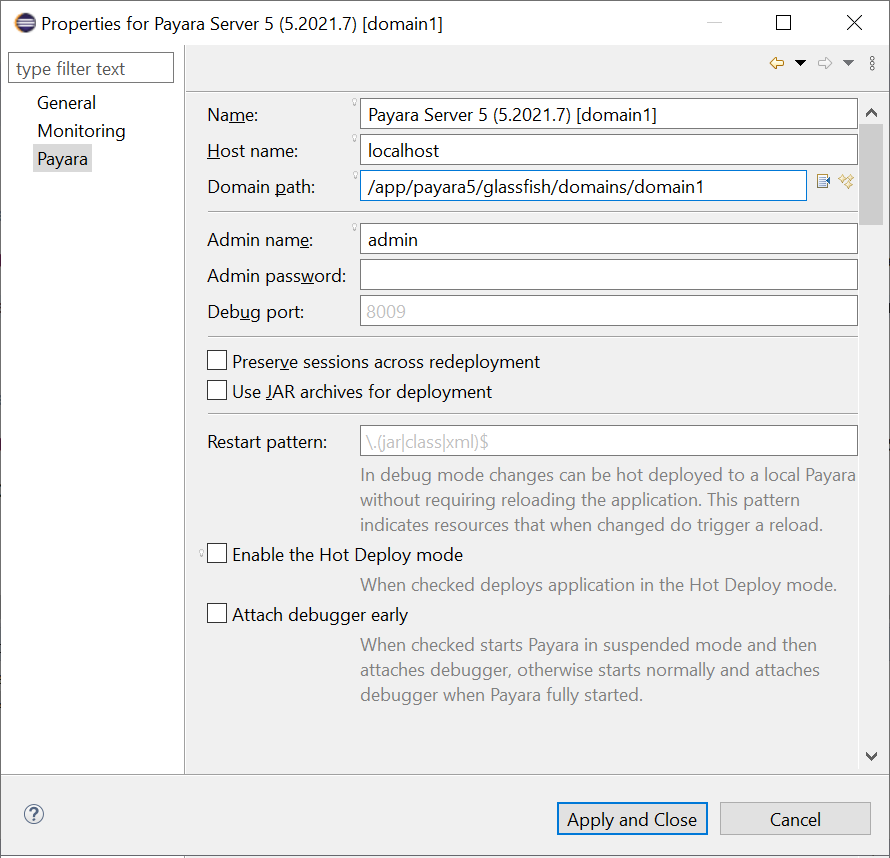 Properties for Payara Server 5 (5.2021.7) [domain1]
type filter text
General
Monitoring
Payara
Name:
Payara Server 5 (5.2021.7) [domain1]
Host name:
localhost
Domain path:
/app/payara5/glassfish/domains/domain1
Admin name:
admin
Admin password:
Debug port:
8009
Preserve sessions across redeployment
Use JAR archives for deployment
Restart pattern:
\.(jar|class|xml)$
In debug mode changes can be hot deployed to a local Payara
without requiring reloading the application. This pattern
indicates resources that when changed do trigger a reload.
Enable the Hot Deploy mode
When checked deploys application in the Hot Deploy mode.
Attach debugger early
When checked starts Payara in suspended mode and then
attaches debugger, otherwise starts normally and attaches
debugger when Payara fully started.
?
Apply and Close
Cancel